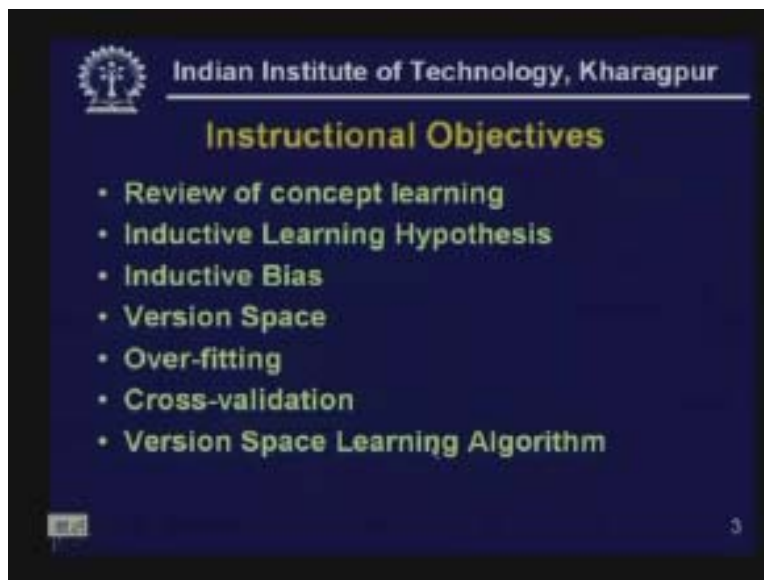 Indian Institute of Technology, Kharagpur
Instructional Objectives
• Review of concept learning
• Inductive Learning Hypothesis
• Inductive Bias
• Version Space
• Over-fitting
• Cross-validation
• Version Space Learning Algorithm
3